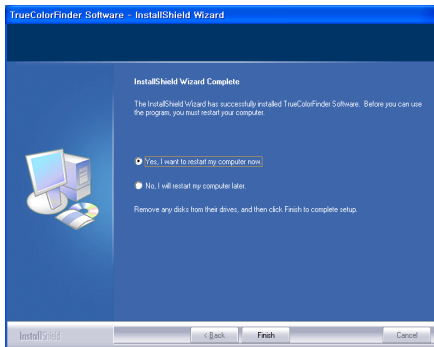 TrueColorFinder Software - InstallShield Wizard
InstallShield Wizard Complete
The InstallShield Wizard has successfully installed TrueColorFinder Software. Before you can use
the program, you must restart your computer.
Yes, I want to restart my computer now.
No, I will restart my computer later.
Remove any disks from their drives, and then click Finish to complete setup.
InstallShield
< Back
Finish
Cancel